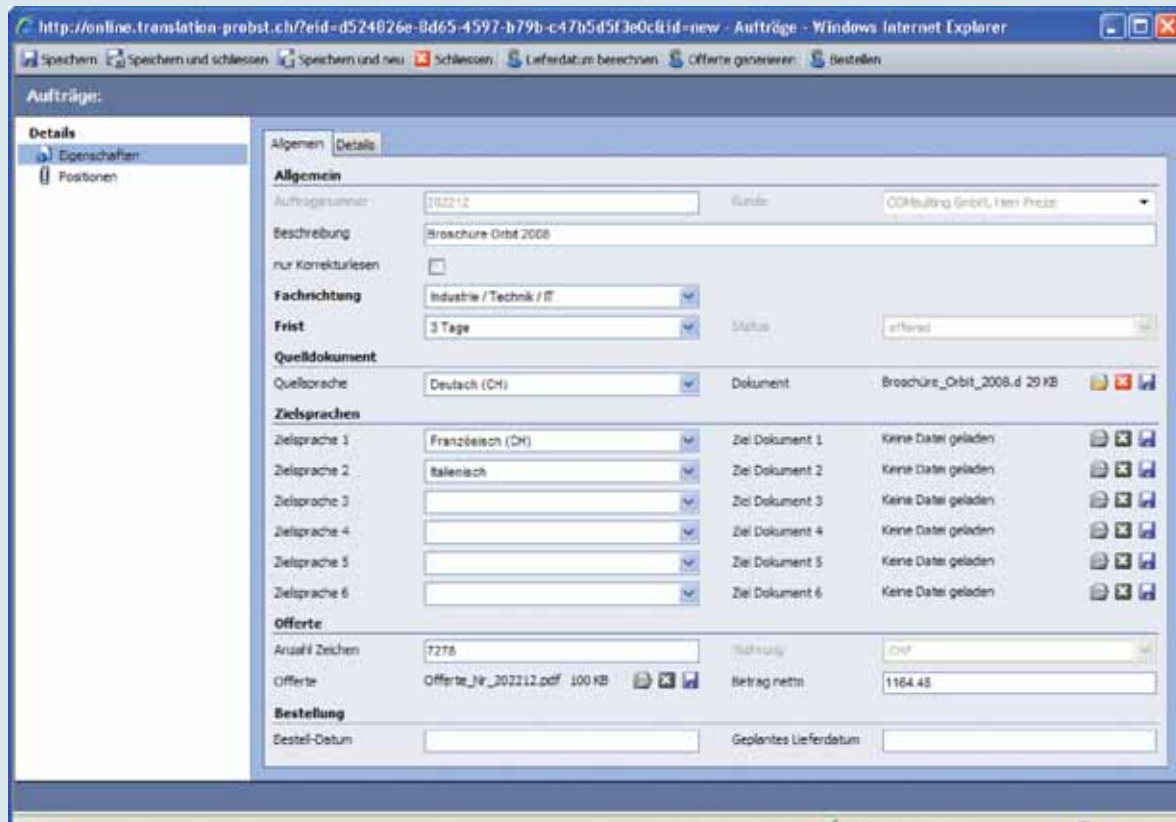 http://online.translation-probst.ch/?eid=d524826e-8d65-4597-b79b-c47b5d5f3e0c&id=new - Aufträge - Windows Internet Explorer
Speichern Speichern und schliessen Speichern und neu Schliessen Lieferdatum berechnen Offerte generieren Bestellen
Aufträge:
Details
Eigenschaften
Positionen
Allgemein Details
Allgemein
Auftragsnummer 202212 Kunde COMsulting GmbH, Herr
Beschreibung Broschüre Orbit 2008
nur Korrekturlesen
Fachrichtung Industrie / Technik / IT
Frist 3 Tage Status offered
Quelldokument
Quellsprache Deutsch (CH) Dokument Broschüre_Orbit_2008.d 29 KB
Zielsprachen
Zielsprache 1 Französisch (CH) Ziel Dokument 1 Keine Datei geladen
Zielsprache 2 Italienisch Ziel Dokument 2 Keine Datei geladen
Zielsprache 3 Ziel Dokument 3 Keine Datei geladen
Zielsprache 4 Ziel Dokument 4 Keine Datei geladen
Zielsprache 5 Ziel Dokument 5 Keine Datei geladen
Zielsprache 6 Ziel Dokument 6 Keine Datei geladen
Offerte
Anzahl Zeichen 7278 Währung CHF
Offerte Offerte_Nr_202212.pdf 100 KB Betrag netto 1164.48
Bestellung
Bestell-Datum Geplantes Lieferdatum